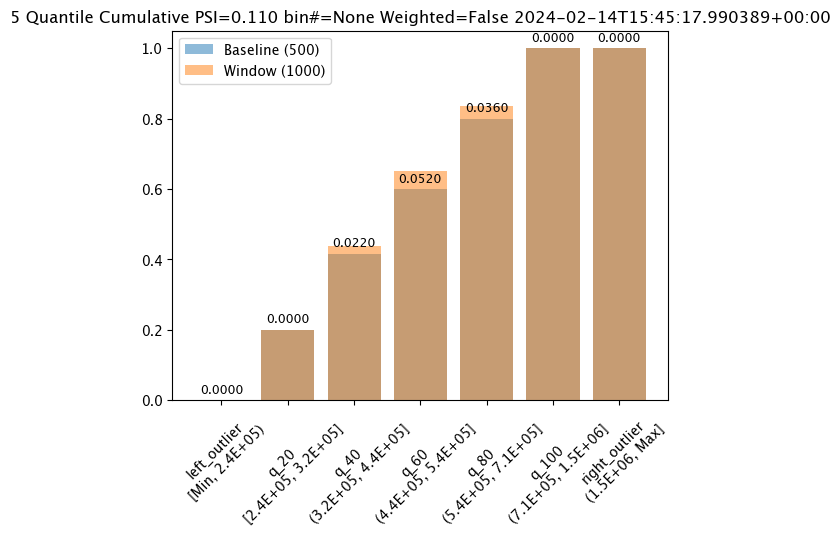 5 Quantile Cumulative PSI=0.110 bin#=None Weighted=False 2024-02-14T15:45:17.990389+00:00
Baseline (500)
Window (1000)
1.0
0.8
0.6
0.4
0.2
0.0
0.0000
0.0000
0.0220
0.0520
0.0360
0.0000
0.0000
left_outlier
[Min, 2.4E+05)
q_20
[2.4E+05, 3.2E+05]
q_40
(3.2E+05, 4.4E+05]
q_60
(4.4E+05, 5.4E+05]
q_80
(5.4E+05, 7.1E+05]
q_100
(7.1E+05, 1.5E+06]
right_outlier
(1.5E+06, Max]